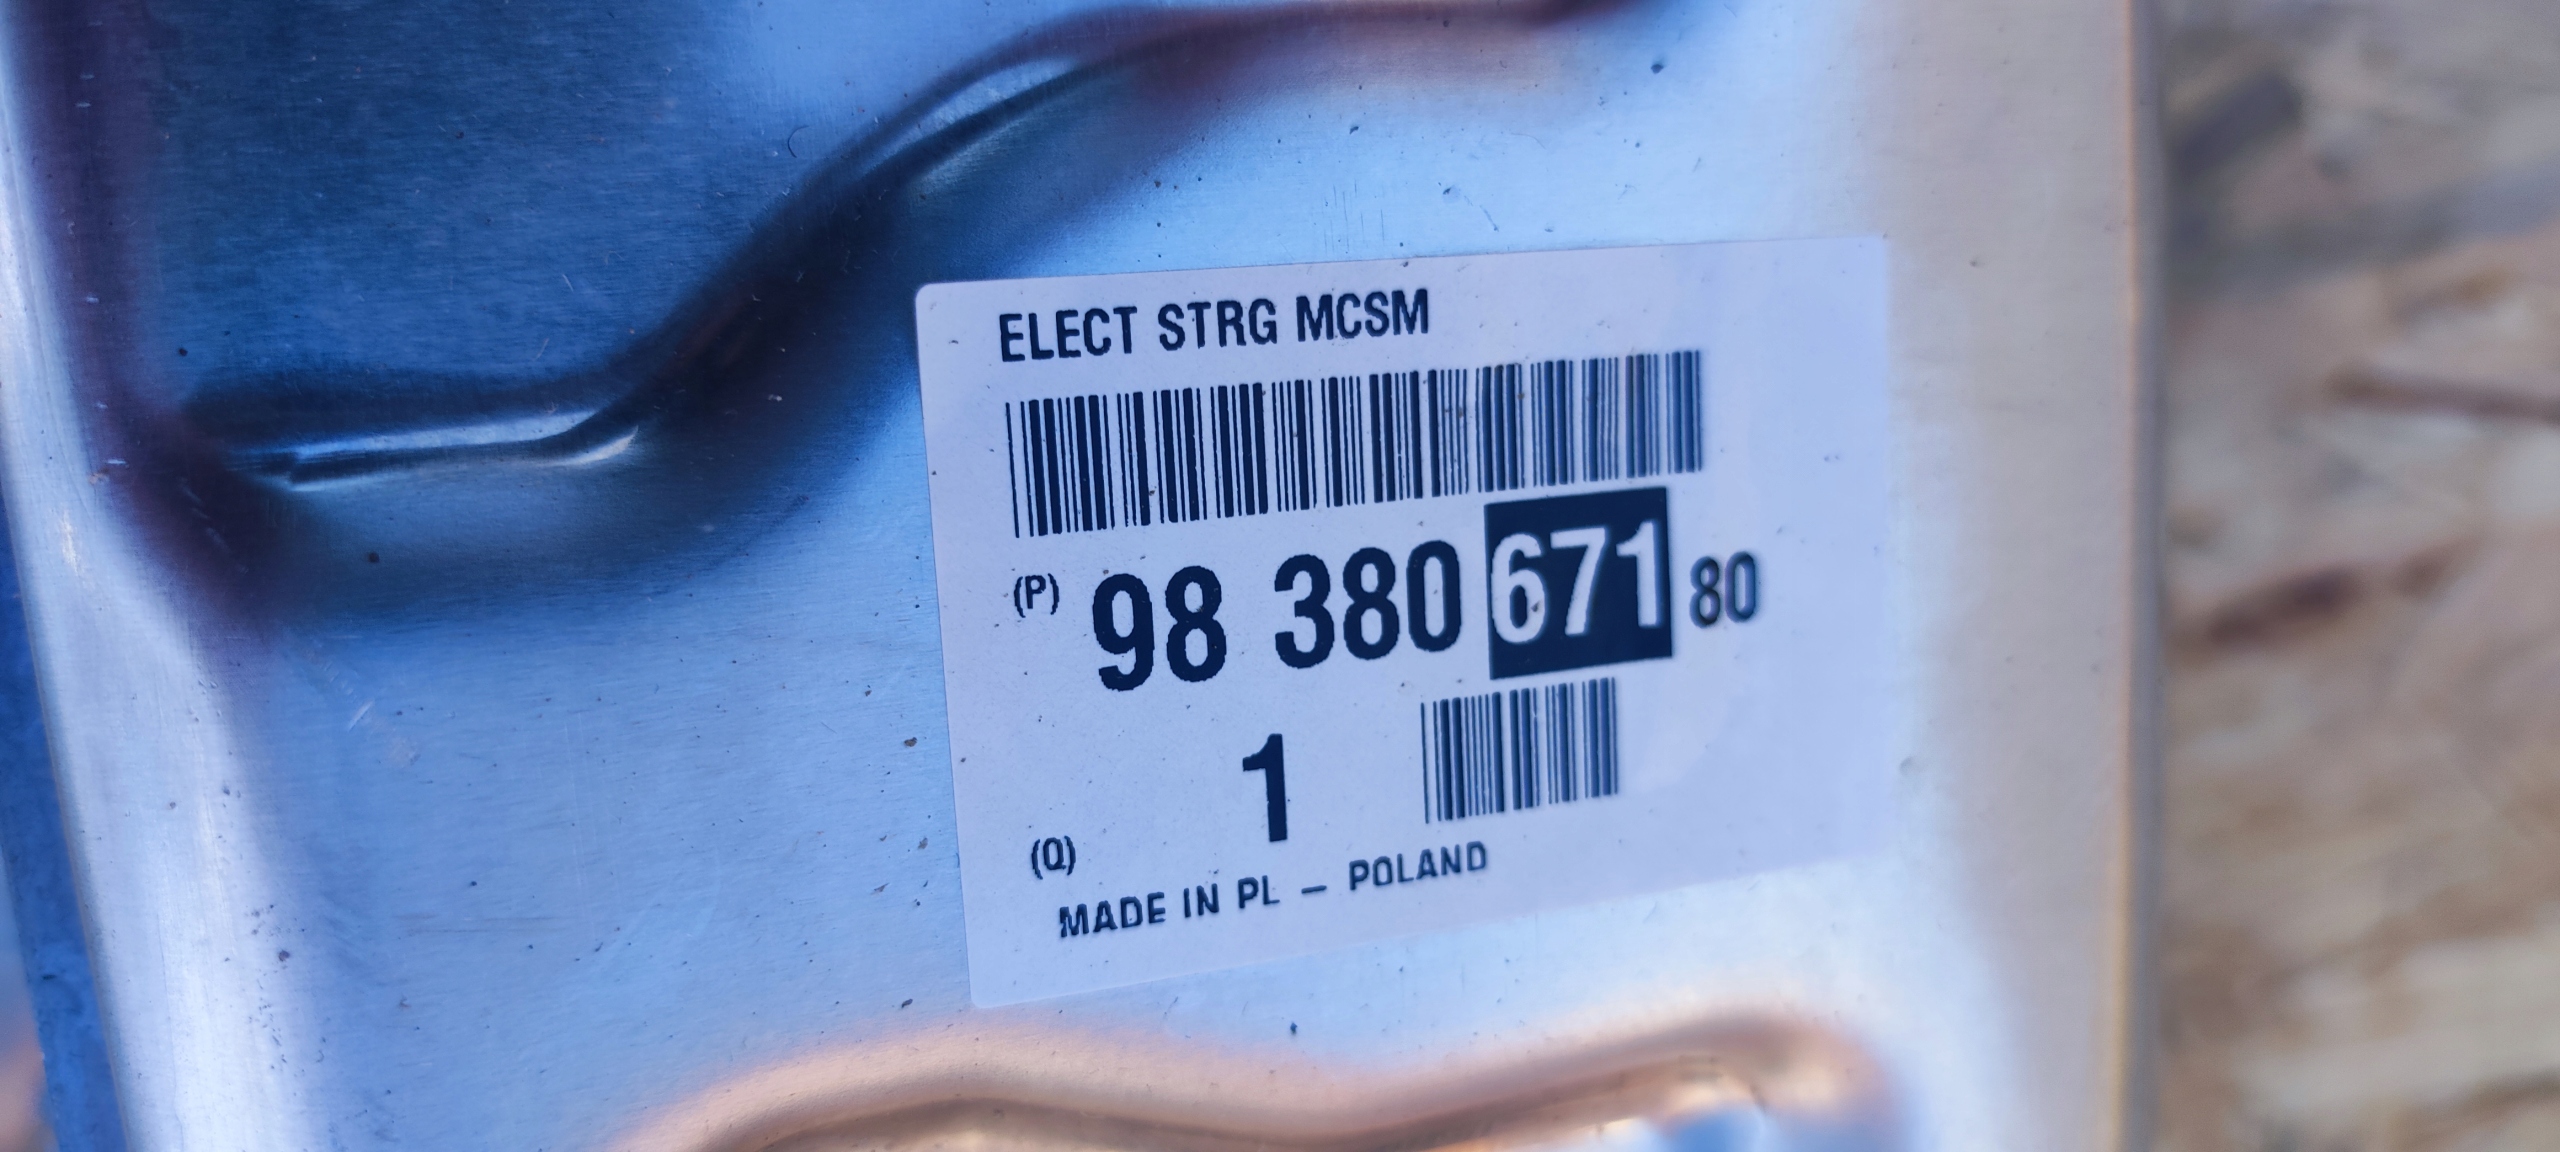 ELECT STRG MCSM
(P) 98 380 671 80
(Q) 1
MADE IN PL – POLAND